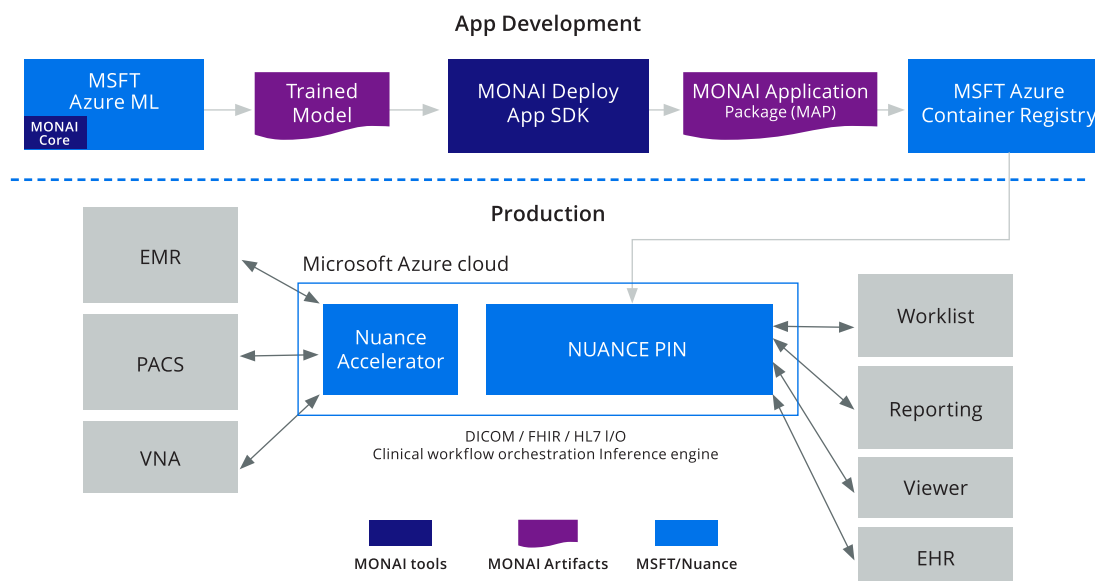 App Development
MSFT
Azure ML
MONAI
Core
Trained
Model
MONAI Deploy
App SDK
MONAI Application
Package (MAP)
MSFT Azure
Container Registry
Production
Microsoft Azure cloud
EMR
PACS
VNA
Nuance
Accelerator
NUANCE PIN
Worklist
Reporting
Viewer
EHR
DICOM / FHIR / HL7 I/O
Clinical workflow orchestration Inference engine
MONAI tools
MONAI Artifacts
MSFT/Nuance